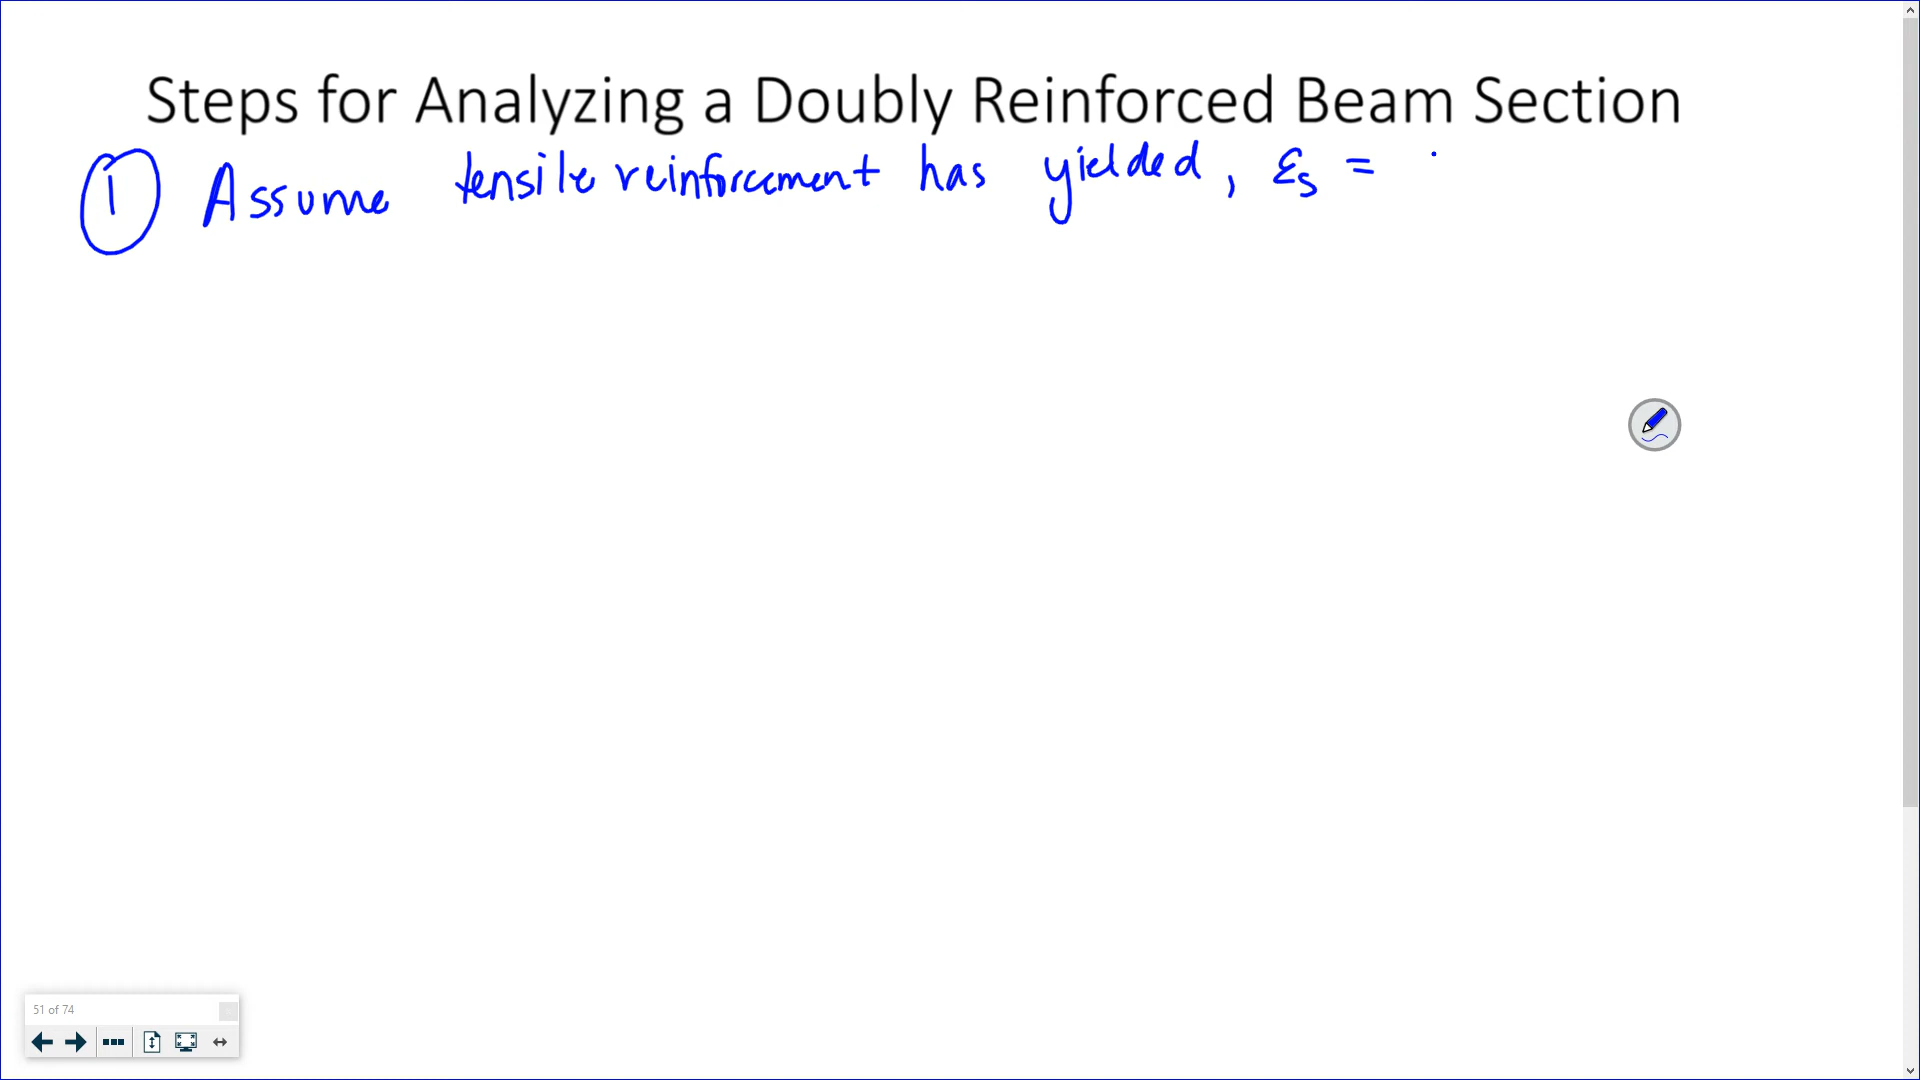 Steps for Analyzing a Doubly Reinforced Beam Section
① Assume tensile reinforcement has yielded, εs =
51 of 74